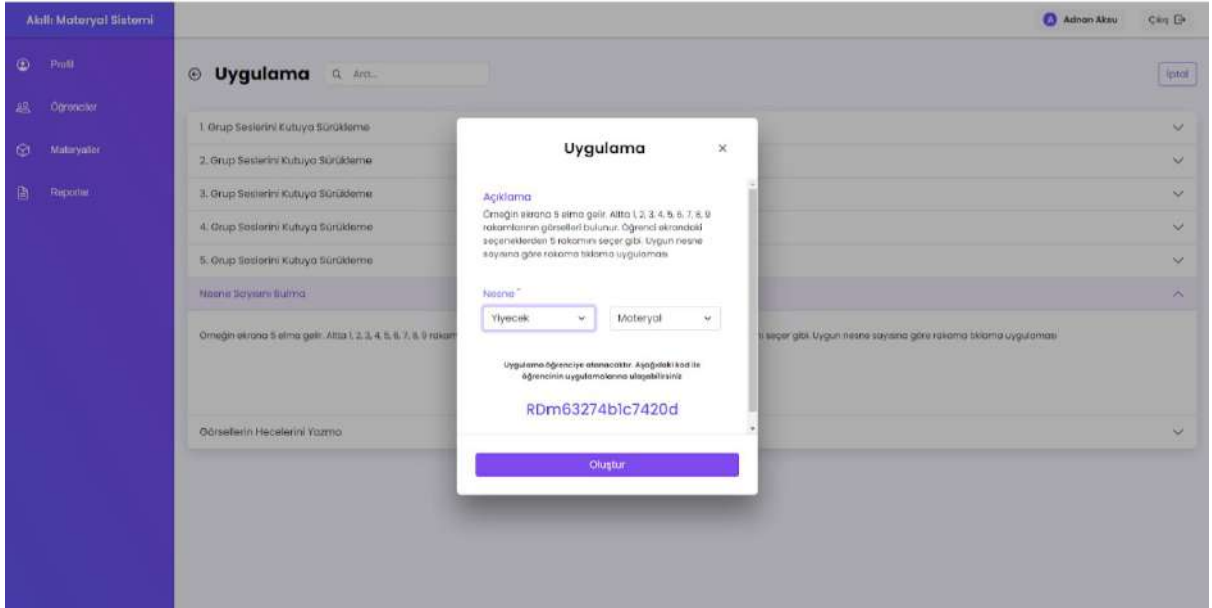 Akıllı Materyal Sistemi
A Adnan Aksu Çıkış
Profil
Öğrenciler
Materyaller
Raporlar
Uygulama
Ara...
İptal
1. Grup Seslerini Kutuya Sürükleme
2. Grup Seslerini Kutuya Sürükleme
3. Grup Seslerini Kutuya Sürükleme
4. Grup Seslerini Kutuya Sürükleme
5. Grup Seslerini Kutuya Sürükleme
Nesne Sayısını Bulma
Örneğin ekrana 5 elma gelir. Altta 1, 2, 3, 4, 5, 6, 7, 8, 9 rakam
seçer gibi. Uygun nesne sayısına göre rakama tıklama uygulaması
Görsellerin Hecelerini Yazma
Uygulama
Açıklama
Örneğin ekrana 5 elma gelir. Altta 1, 2, 3, 4, 5, 6, 7, 8, 9
rakamlarının görselleri bulunur. Öğrenci ekrandaki
seçeneklerden 5 rakamını seçer gibi. Uygun nesne
sayısına göre rakama tıklama uygulaması
Nesne *
Yiyecek Materyal
Uygulama öğrenciye atanacaktır. Aşağıdaki kod ile
öğrencinin uygulamalarına ulaşabilirsiniz
RDm63274b1c7420d
Oluştur